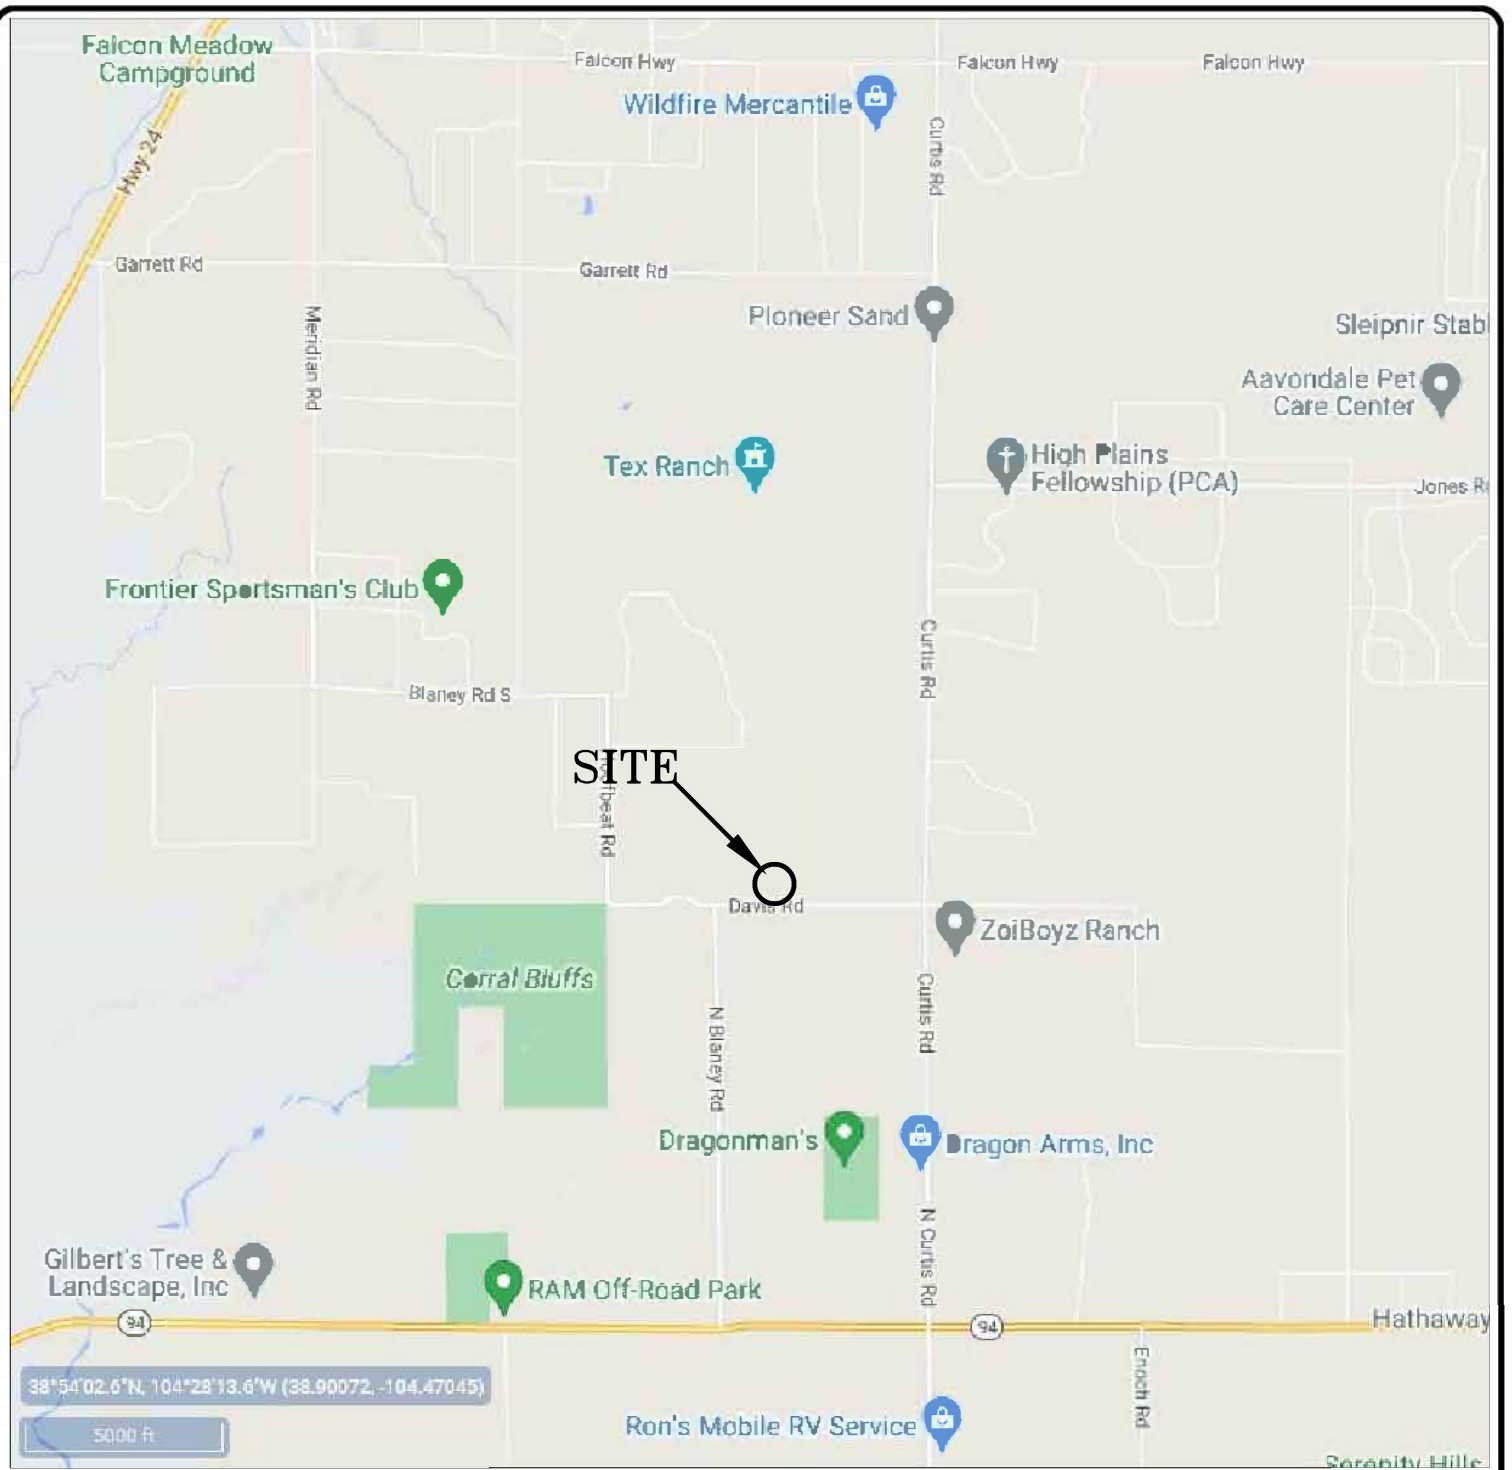 Falcon Meadow
Campground
Falcon Hwy
Falcon Hwy
Falcon Hwy
Wildfire Mercantile
Hwy 24
Curtis Rd
Garrett Rd
Garrett Rd
Meridian Rd
Pioneer Sand
Sleipnir Stabl
Aavondale Pet
Care Center
Tex Ranch
High Plains
Fellowship (PCA)
Jones R
Frontier Sportsman's Club
Curtis Rd
Blaney Rd S
SITE
Davis Rd
ZoiBoyz Ranch
Corral Bluffs
Curtis Rd
N Blaney Rd
Dragonman's
Dragon Arms, Inc
N Curtis Rd
Gilbert's Tree &
Landscape, Inc
RAM Off-Road Park
94
94
Hathaway
38°54'02.6"N, 104°28'13.6"W (38.90072, -104.47045)
Enoch Rd
5000 ft
Ron's Mobile RV Service
Serenity Hills